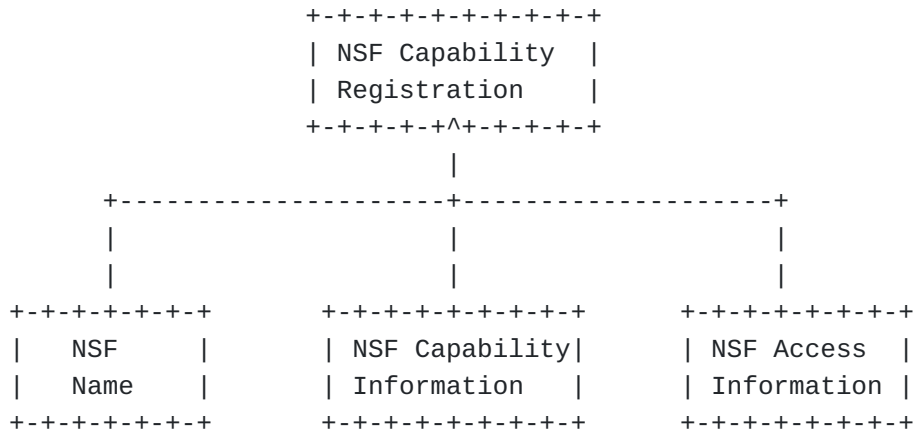 +-+-+-+-+-+-+-+-+-+
| NSF Capability  |
| Registration    |
+-+-+-+-+^+-+-+-+-+
|
+---------------------+--------------------+
|                     |                    |
|                     |                    |
+-+-+-+-+-+-+       +-+-+-+-+-+-+-+-+      +-+-+-+-+-+-+-+
|   NSF     |       | NSF Capability|      | NSF Access  |
|   Name    |       | Information   |      | Information |
+-+-+-+-+-+-+       +-+-+-+-+-+-+-+-+      +-+-+-+-+-+-+-+